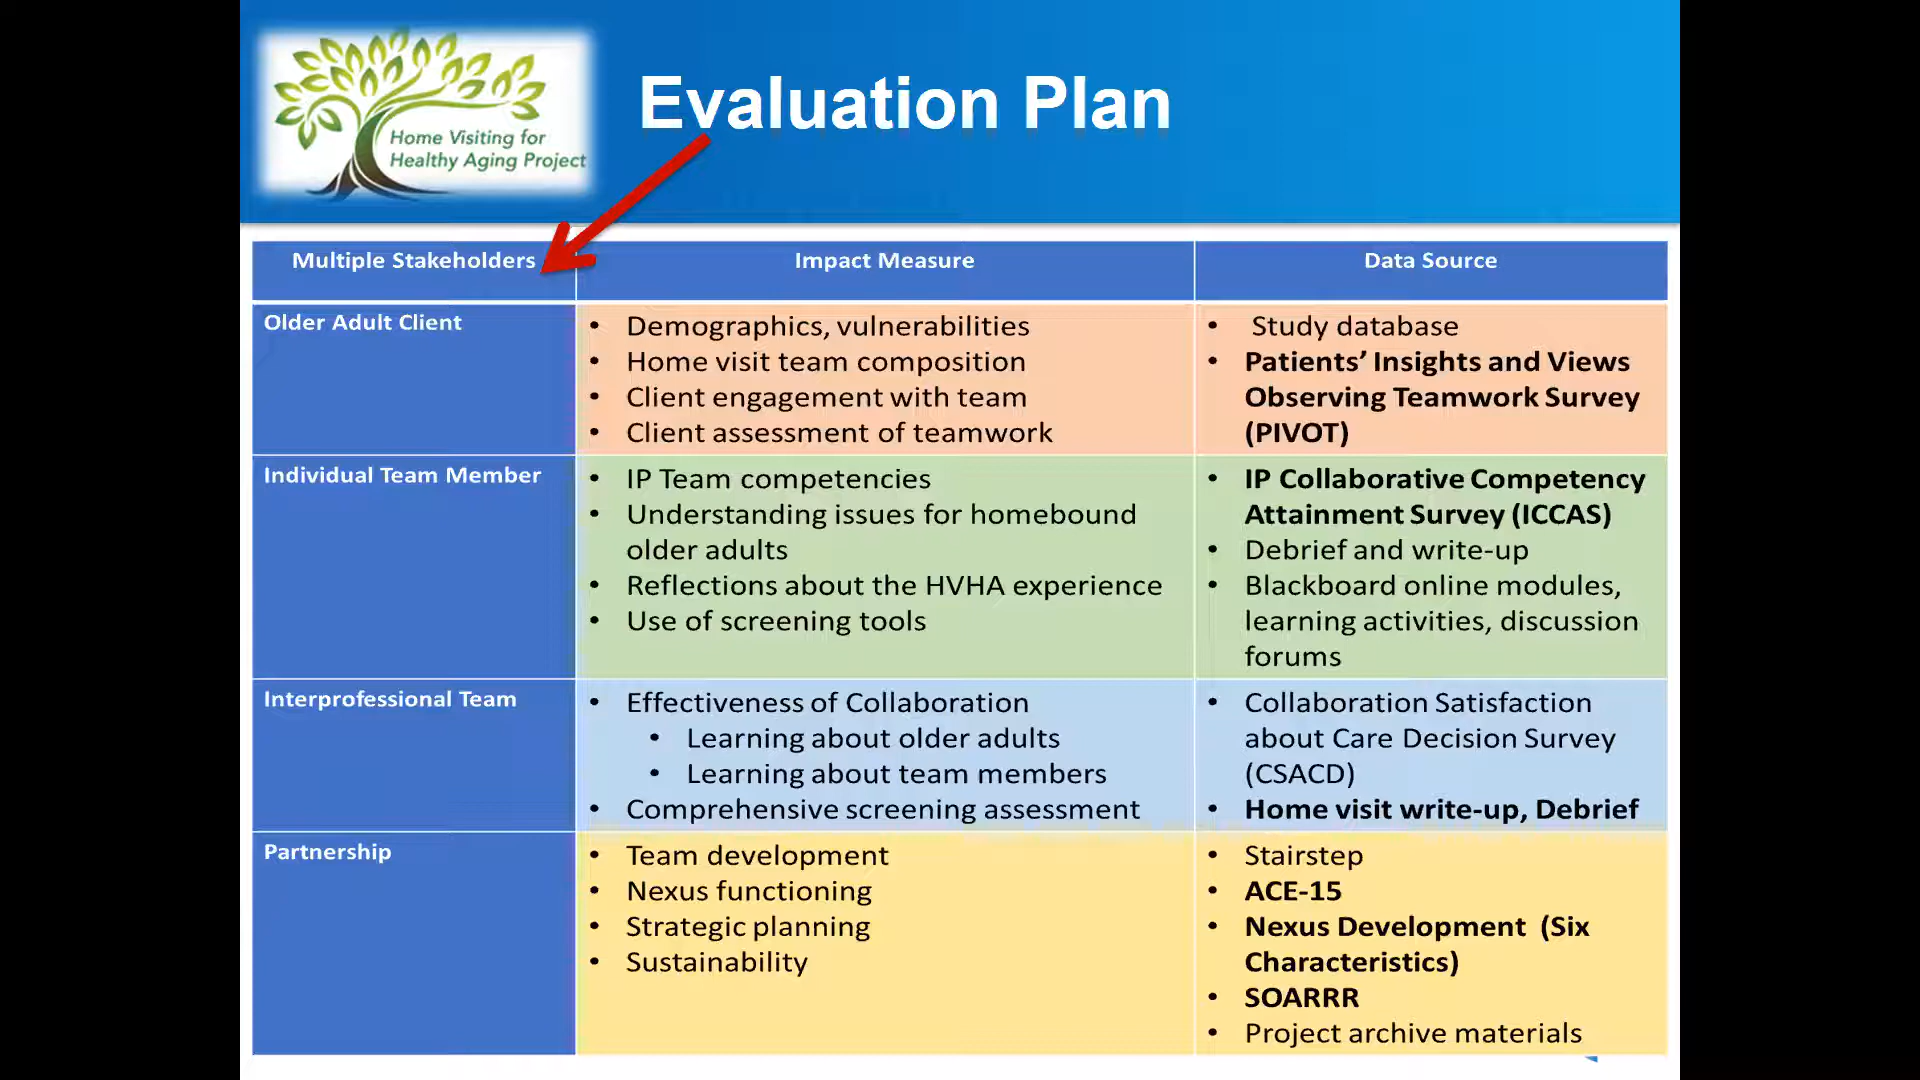 Home Visiting for
Healthy Aging Project
Evaluation Plan
Multiple Stakeholders
Impact Measure
Data Source
Older Adult Client
• Demographics, vulnerabilities
• Home visit team composition
• Client engagement with team
• Client assessment of teamwork
• Study database
• Patients’ Insights and Views
Observing Teamwork Survey
(PIVOT)
Individual Team Member
• IP Team competencies
• Understanding issues for homebound
older adults
• Reflections about the HVHA experience
• Use of screening tools
• IP Collaborative Competency
Attainment Survey (ICCAS)
• Debrief and write-up
• Blackboard online modules,
learning activities, discussion
forums
Interprofessional Team
• Effectiveness of Collaboration
• Learning about older adults
• Learning about team members
• Comprehensive screening assessment
• Collaboration Satisfaction
about Care Decision Survey
(CSACD)
• Home visit write-up, Debrief
Partnership
• Team development
• Nexus functioning
• Strategic planning
• Sustainability
• Stairstep
• ACE-15
• Nexus Development (Six
Characteristics)
• SOARRR
• Project archive materials